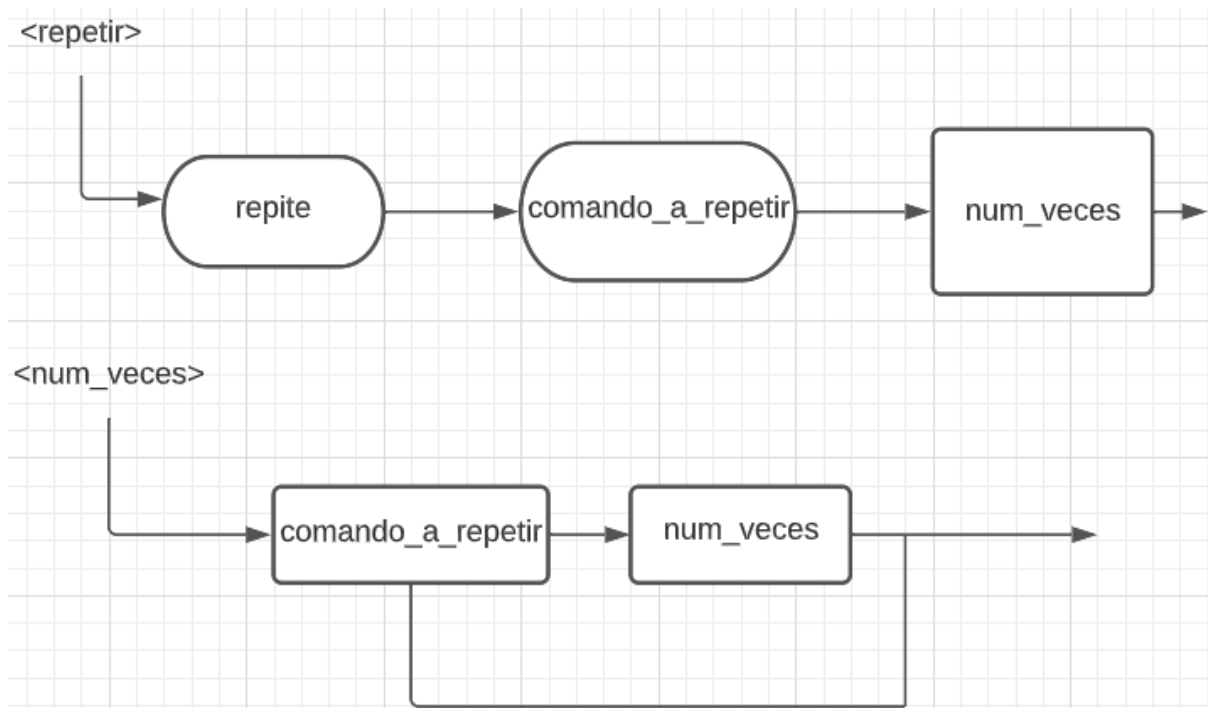 <repetir>
repite
comando_a_repetir
num_veces
<num_veces>
comando_a_repetir
num_veces